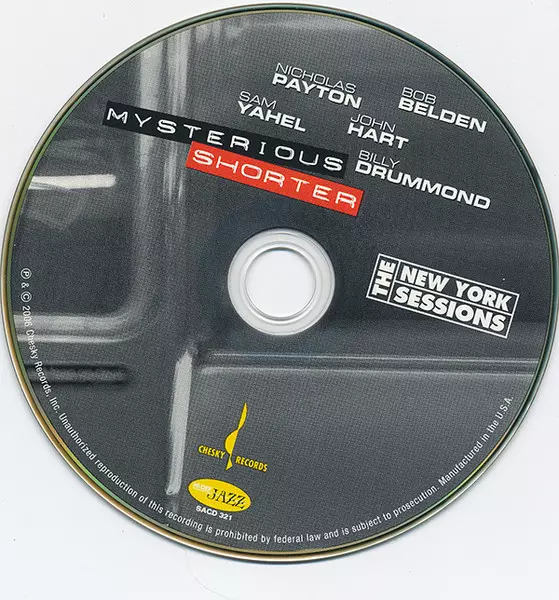 NICHOLAS
PAYTON
BOB
BELDEN
SAM
YAHEL
JOHN
HART
BILLY
DRUMMOND
MYSTERIOUS
SHORTER
THE
NEW YORK
SESSIONS
CHESKY RECORDS
JAZZ
SACD 321
℗ & © 2006 Chesky Records, Inc. Unauthorized reproduction of this recording is prohibited by federal law and is subject to prosecution. Manufactured in the U.S.A.